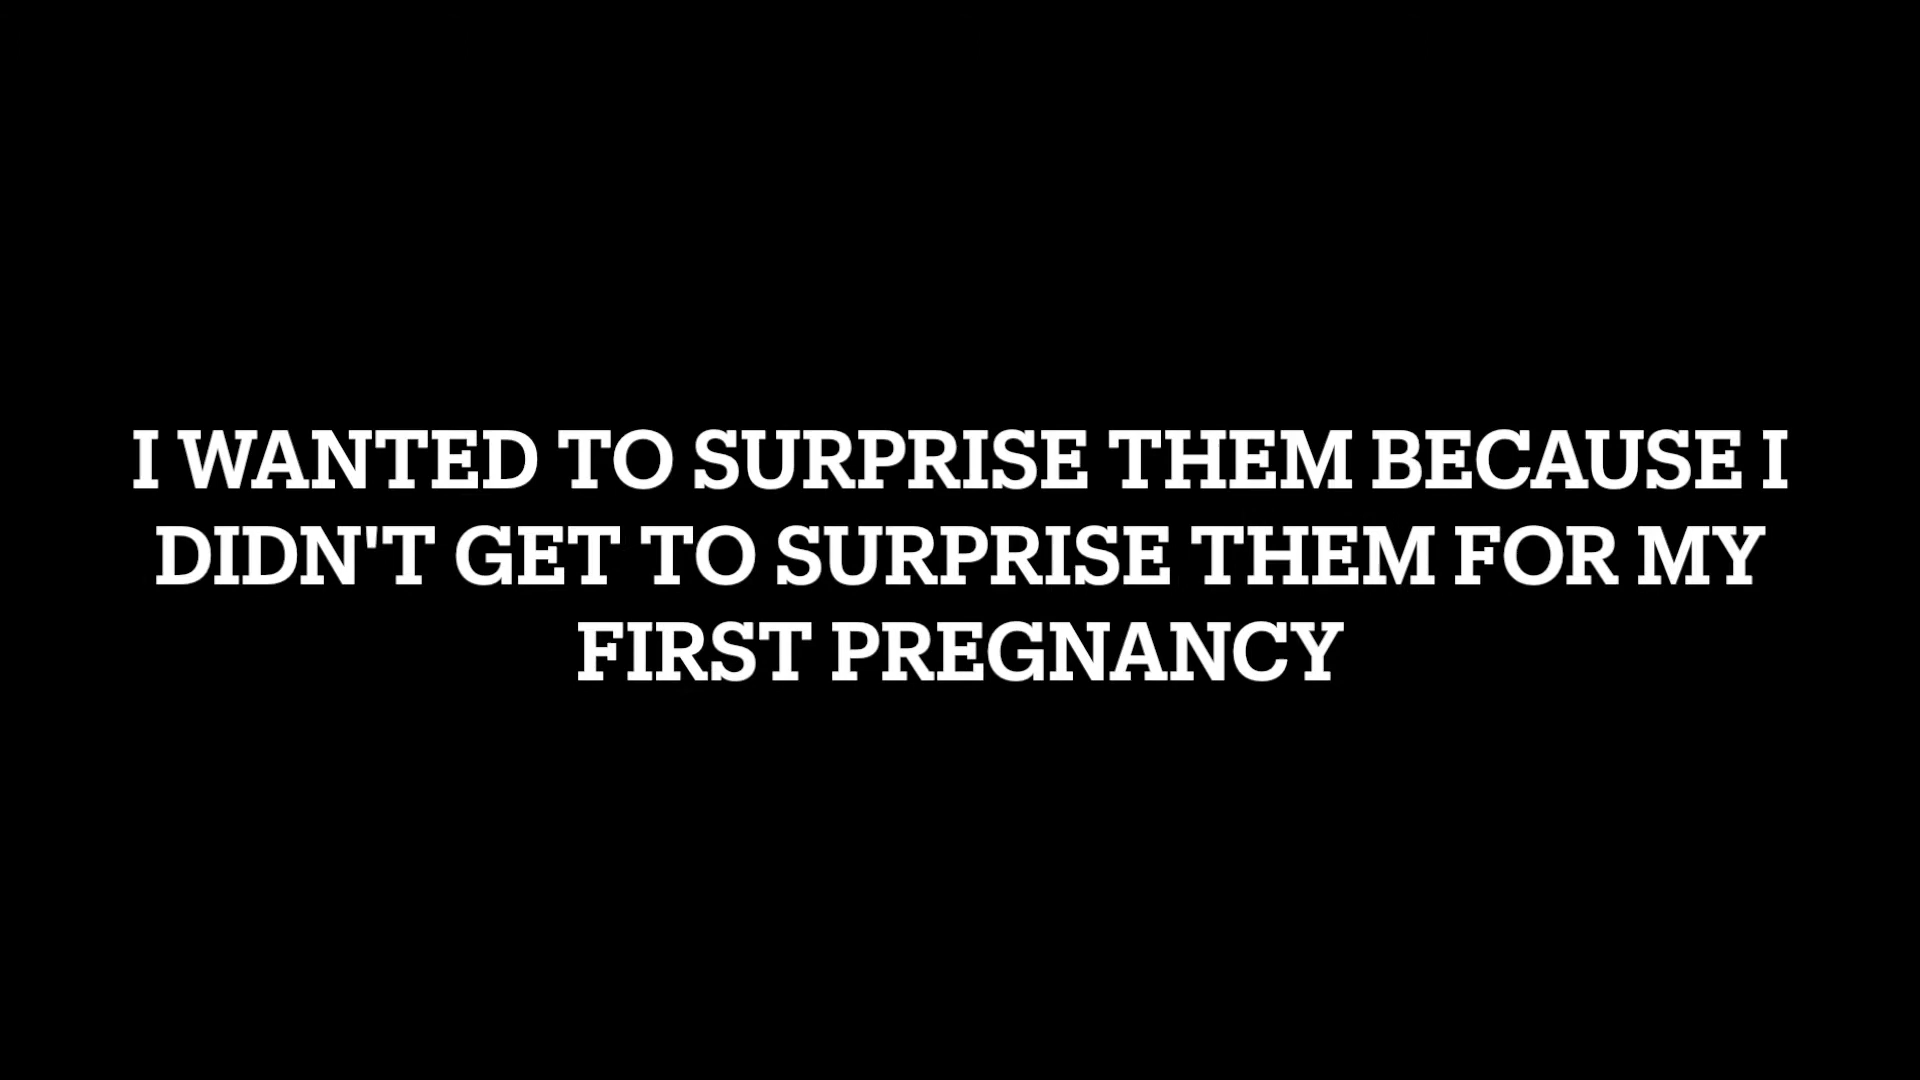 I WANTED TO SURPRISE THEM BECAUSE I
DIDN'T GET TO SURPRISE THEM FOR MY
FIRST PREGNANCY